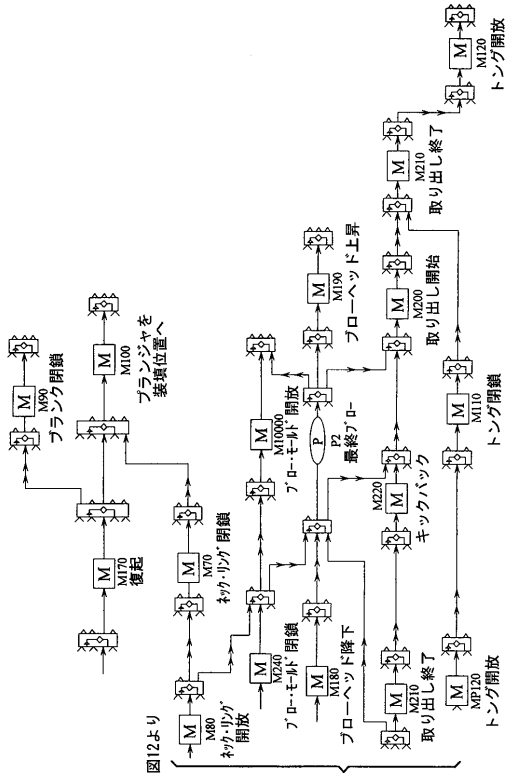 図12より
M
M170
復起
M
M90
ブランク閉鎖
M
M100
プランジャを
装填位置へ
M
M80
ネック・リング
開放
M
M70
ネック・リング閉鎖
M
M240
ブロー・モールド閉鎖
M
M10000
ブロー・モールド開放
M
M180
ブローヘッド降下
P
P2
最終ブロー
M
M190
ブローヘッド上昇
M
M210
取り出し終了
M
M220
キックバック
M
M200
取り出し開始
M
M210
取り出し終了
M
M120
トング開放
M
MP120
トング開放
M
M110
トング閉鎖